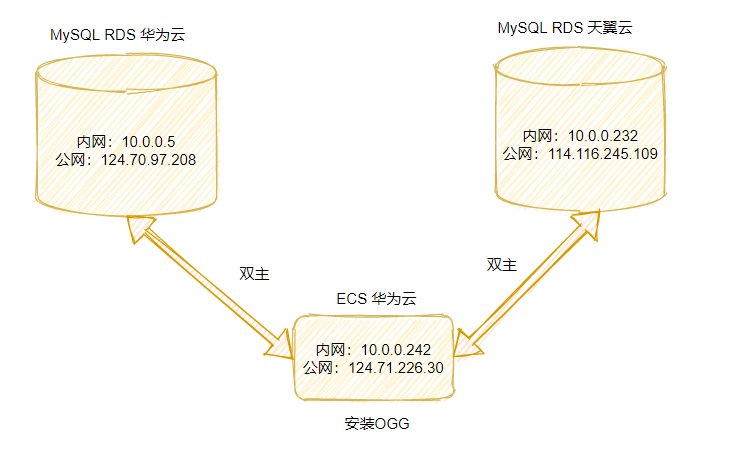 MySQL RDS 华为云
MySQL RDS 天翼云
内网：10.0.0.5
公网：124.70.97.208
内网：10.0.0.232
公网：114.116.245.109
双主
双主
ECS 华为云
内网：10.0.0.242
公网：124.71.226.30
安装OGG